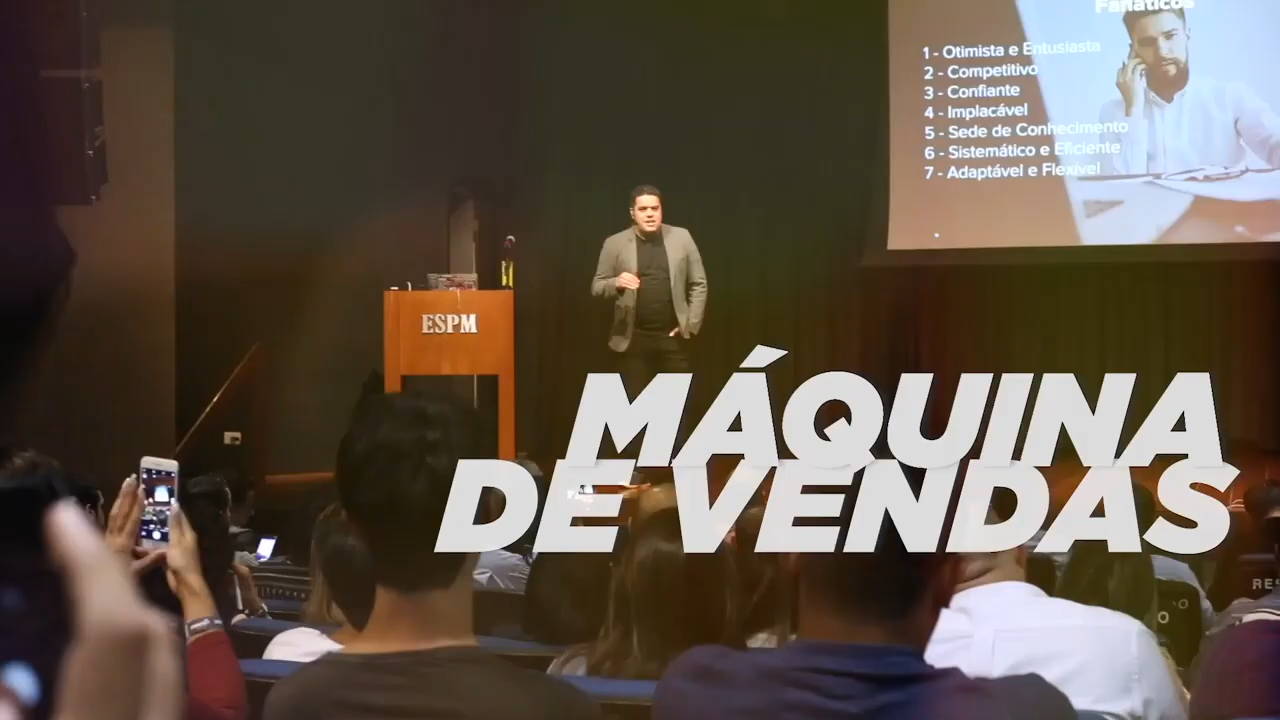 Fanáticos
1 - Otimista e Entusiasta
2 - Competitivo
3 - Confiante
4 - Implacável
5 - Sede de Conhecimento
6 - Sistemático e Eficiente
7 - Adaptável e Flexível
ESPM
MÁQUINA
DE VENDAS